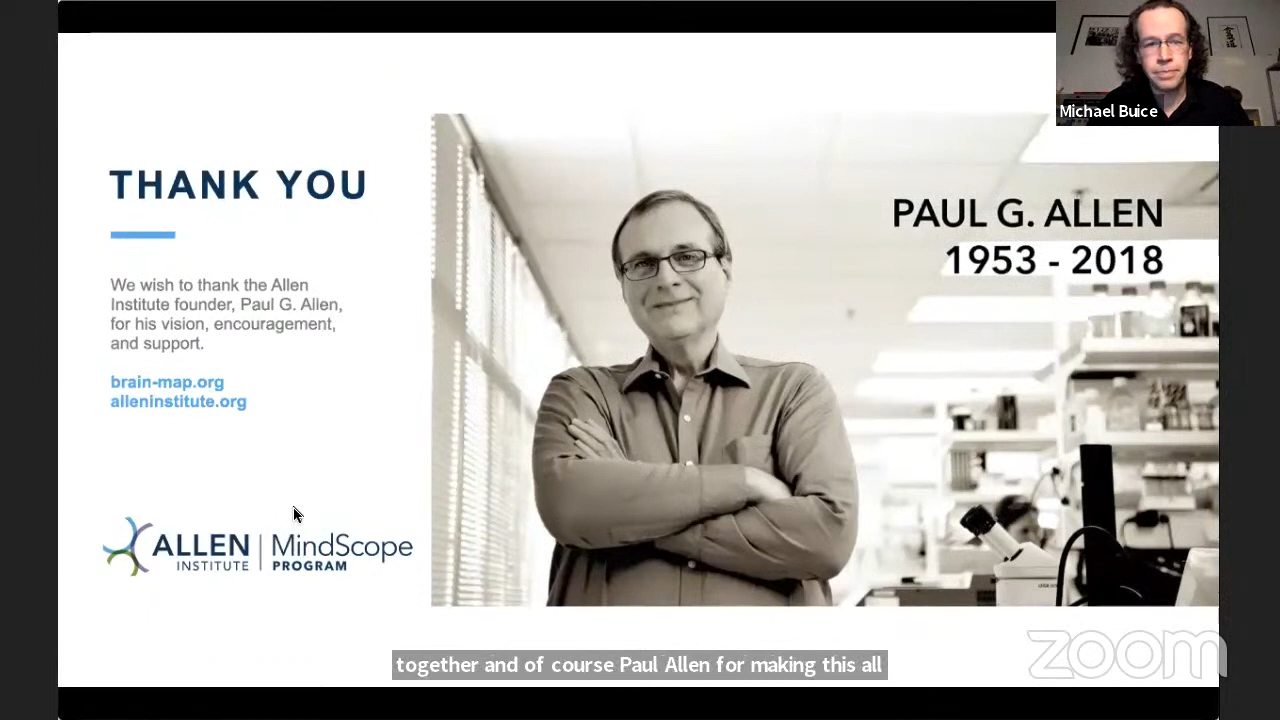 Michael Buice
THANK YOU
PAUL G. ALLEN
1953 - 2018
We wish to thank the Allen
Institute founder, Paul G. Allen,
for his vision, encouragement,
and support.
brain-map.org
alleninstitute.org
ALLEN
INSTITUTE
MindScope
PROGRAM
together and of course Paul Allen for making this all
zoom